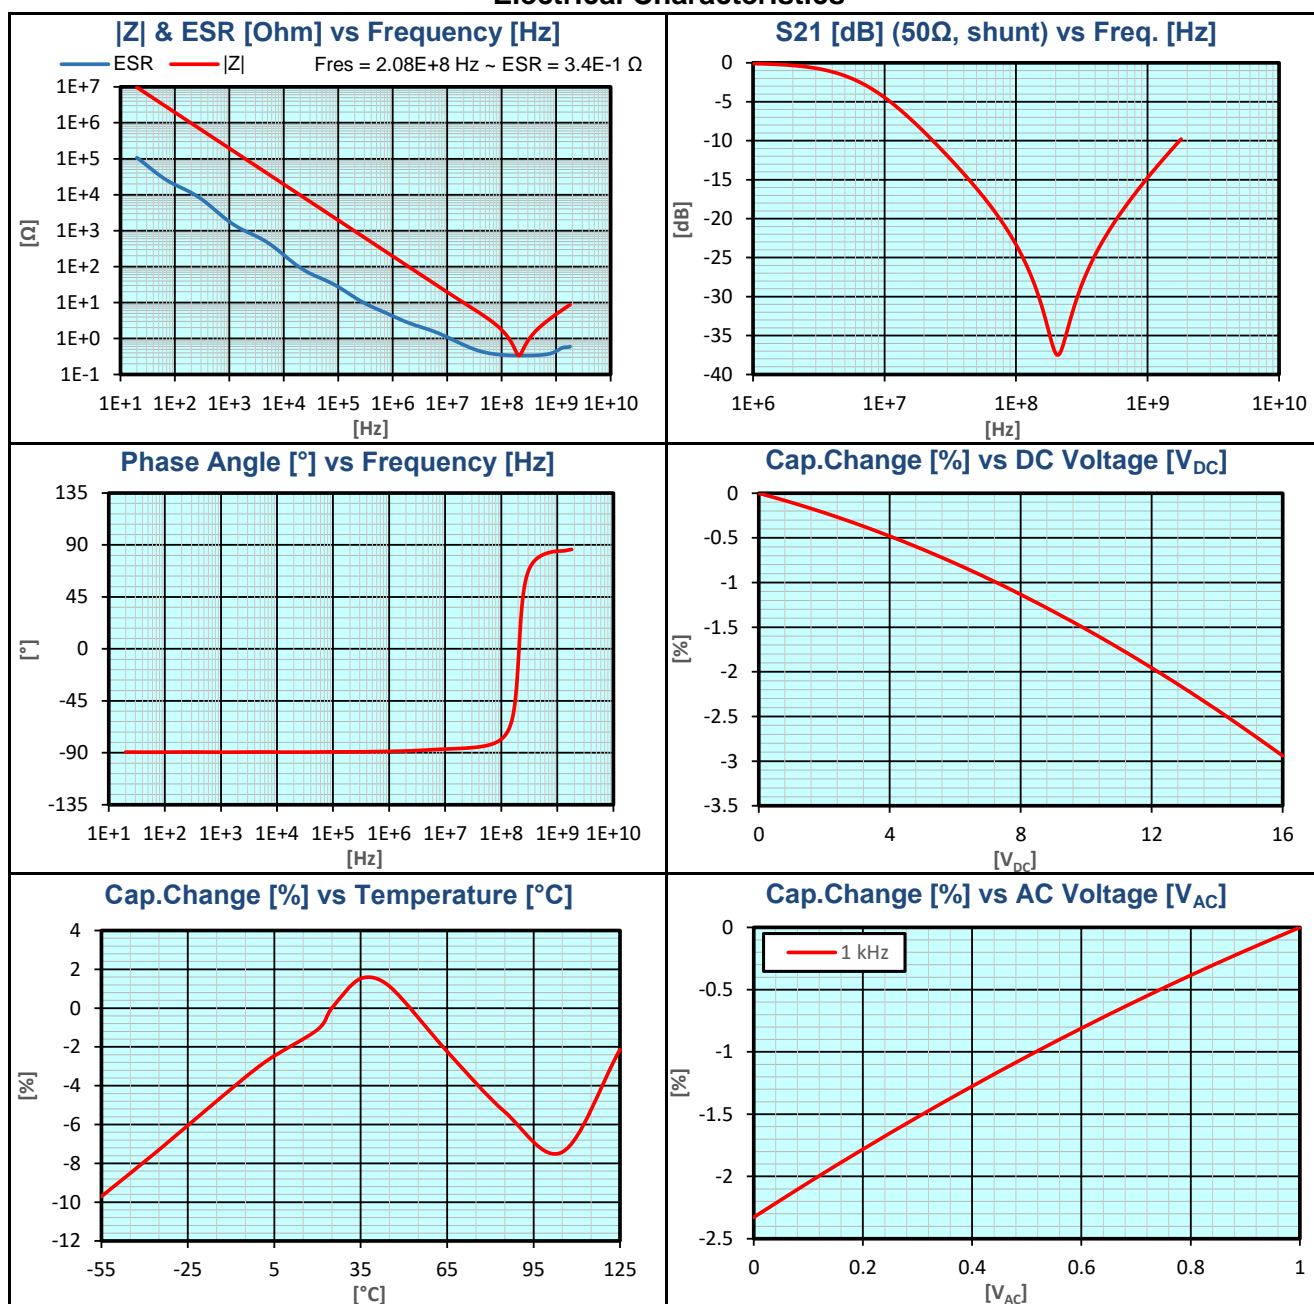 Electrical Characteristics
|Z| & ESR [Ohm] vs Frequency [Hz]
ESR |Z| Fres = 2.08E+8 Hz ~ ESR = 3.4E-1 Ω
1E+7
1E+6
1E+5
1E+4
1E+3
1E+2
1E+1
1E+0
1E-1
[Ω]
1E+1 1E+2 1E+3 1E+4 1E+5 1E+6 1E+7 1E+8 1E+9 1E+10
[Hz]
S21 [dB] (50Ω, shunt) vs Freq. [Hz]
0
-5
-10
-15
-20
-25
-30
-35
-40
[dB]
1E+6 1E+7 1E+8 1E+9 1E+10
[Hz]
Phase Angle [°] vs Frequency [Hz]
135
90
45
0
-45
-90
-135
[°]
1E+1 1E+2 1E+3 1E+4 1E+5 1E+6 1E+7 1E+8 1E+9 1E+10
[Hz]
Cap.Change [%] vs DC Voltage [VDC]
0
-0.5
-1
-1.5
-2
-2.5
-3
-3.5
[%]
0 4 8 12 16
[VDC]
Cap.Change [%] vs Temperature [°C]
4
2
0
-2
-4
-6
-8
-10
-12
[%]
-55 -25 5 35 65 95 125
[°C]
Cap.Change [%] vs AC Voltage [VAC]
1 kHz
0
-0.5
-1
-1.5
-2
-2.5
[%]
0 0.2 0.4 0.6 0.8 1
[VAC]